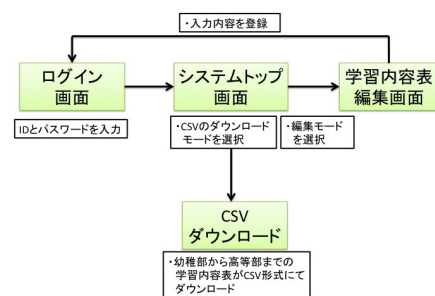 ・入力内容を登録
ログイン
画面
システムトップ
画面
学習内容表
編集画面
IDとパスワードを入力
・CSVのダウンロード
モードを選択
・編集モード
を選択
CSV
ダウンロード
・幼稚部から高等部までの
学習内容表がCSV形式にて
ダウンロード